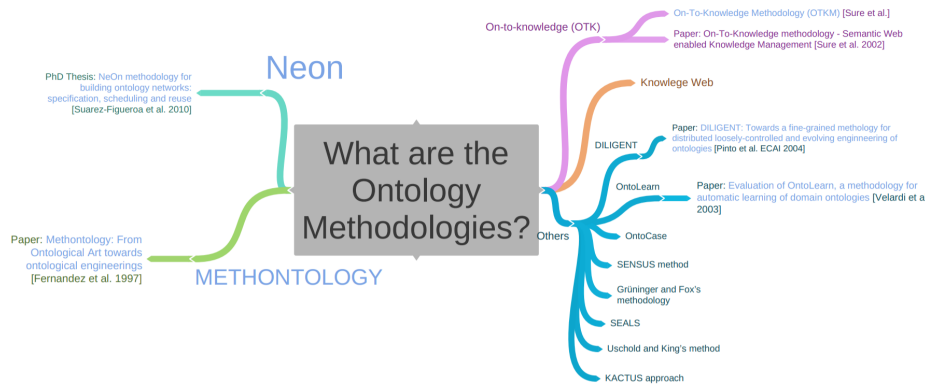 What are the
Ontology
Methodologies?
Neon
PhD Thesis: NeOn methodology for
building ontology networks:
specification, scheduling and reuse
[Suarez-Figueroa et al. 2010]
METHONTOLOGY
Paper: Methontology: From
Ontological Art towards
ontological engineerings
[Fernandez et al. 1997]
On-to-knowledge (OTK)
On-To-Knowledge Methodology (OTKM) [Sure et al.]
Paper: On-To-Knowledge methodology - Semantic Web
enabled Knowledge Management [Sure et al. 2002]
Knowlege Web
Others
DILIGENT
Paper: DILIGENT: Towards a fine-grained methology for
distributed loosely-controlled and evolving enginneering of
ontologies [Pinto et al. ECAI 2004]
OntoLearn
Paper: Evaluation of OntoLearn, a methodology for
automatic learning of domain ontologies [Velardi et a
2003]
OntoCase
SENSUS method
Grüninger and Fox's
methodology
SEALS
Uschold and King's method
KACTUS approach